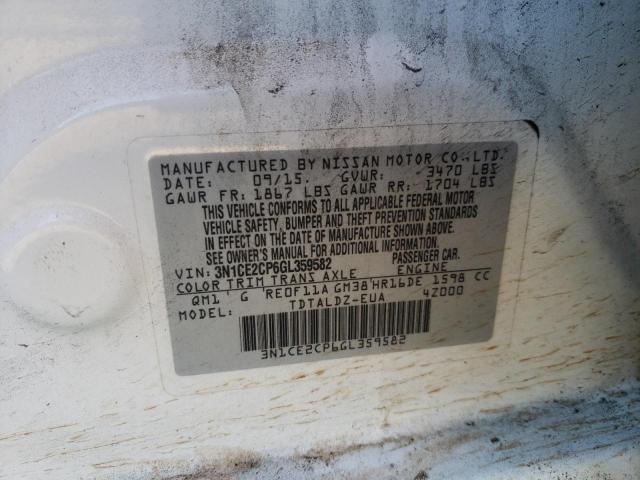 MANUFACTURED BY NISSAN MOTOR CO.,LTD.
DATE: 09/15 GVWR: 3470 LBS
GAWR FR: 1867 LBS GAWR RR: 1704 LBS
THIS VEHICLE CONFORMS TO ALL APPLICABLE FEDERAL MOTOR
VEHICLE SAFETY, BUMPER AND THEFT PREVENTION STANDARDS
IN EFFECT ON THE DATE OF MANUFACTURE SHOWN ABOVE.
SEE OWNER'S MANUAL FOR ADDITIONAL INFORMATION.
VIN: 3N1CE2CP6GL359582 PASSENGER CAR.
COLOR TRIM TRANS AXLE ENGINE
QM1 G RE0F11A GM38 HR16DE 1598 CC
MODEL: TDTALDZ-EUA 4Z000
3N1CE2CP6GL359582